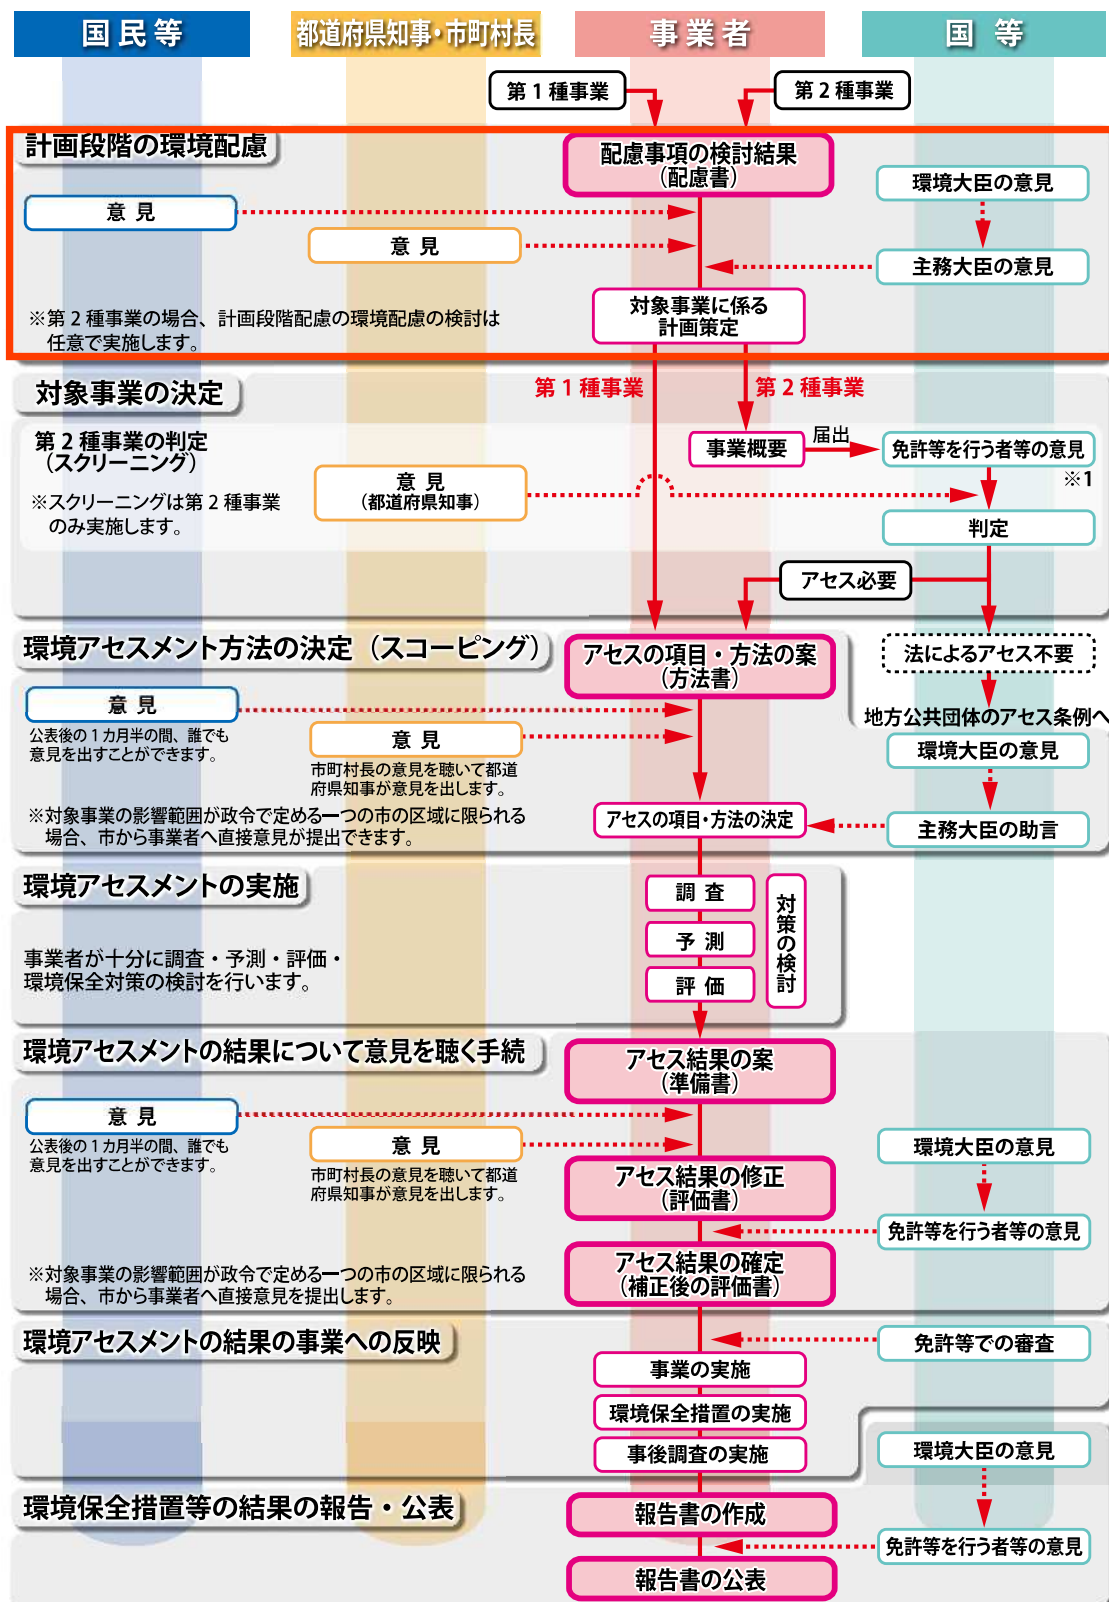 国民等
都道府県知事・市町村長
事業者
国 等
第1種事業
第2種事業
計画段階の環境配慮
配慮事項の検討結果
(配慮書)
環境大臣の意見
意 見
意 見
主務大臣の意見
対象事業に係る
計画策定
※第2種事業の場合、計画段階配慮の環境配慮の検討は
任意で実施します。
対象事業の決定
第1種事業
第2種事業
第2種事業の判定
(スクリーニング)
事業概要
届出
免許等を行う者等の意見
※1
意 見
(都道府県知事)
※スクリーニングは第2種事業
のみ実施します。
判定
アセス必要
環境アセスメント方法の決定(スコーピング)
アセスの項目・方法の案
(方法書)
法によるアセス不要
地方公共団体のアセス条例へ
意 見
公表後の1カ月半の間、誰でも
意見を出すことができます。
意 見
市町村長の意見を聴いて都道
府県知事が意見を出します。
環境大臣の意見
※対象事業の影響範囲が政令で定める一つの市の区域に限られる
場合、市から事業者へ直接意見が提出できます。
アセスの項目・方法の決定
主務大臣の助言
環境アセスメントの実施
調 査
予 測
評 価
対策の検討
事業者が十分に調査・予測・評価・
環境保全対策の検討を行います。
環境アセスメントの結果について意見を聴く手続
アセス結果の案
(準備書)
意 見
公表後の1カ月半の間、誰でも
意見を出すことができます。
意 見
市町村長の意見を聴いて都道
府県知事が意見を出します。
環境大臣の意見
アセス結果の修正
(評価書)
免許等を行う者等の意見
アセス結果の確定
(補正後の評価書)
※対象事業の影響範囲が政令で定める一つの市の区域に限られる
場合、市から事業者へ直接意見を提出します。
環境アセスメントの結果の事業への反映
免許等での審査
事業の実施
環境保全措置の実施
事後調査の実施
環境大臣の意見
環境保全措置等の結果の報告・公表
報告書の作成
免許等を行う者等の意見
報告書の公表